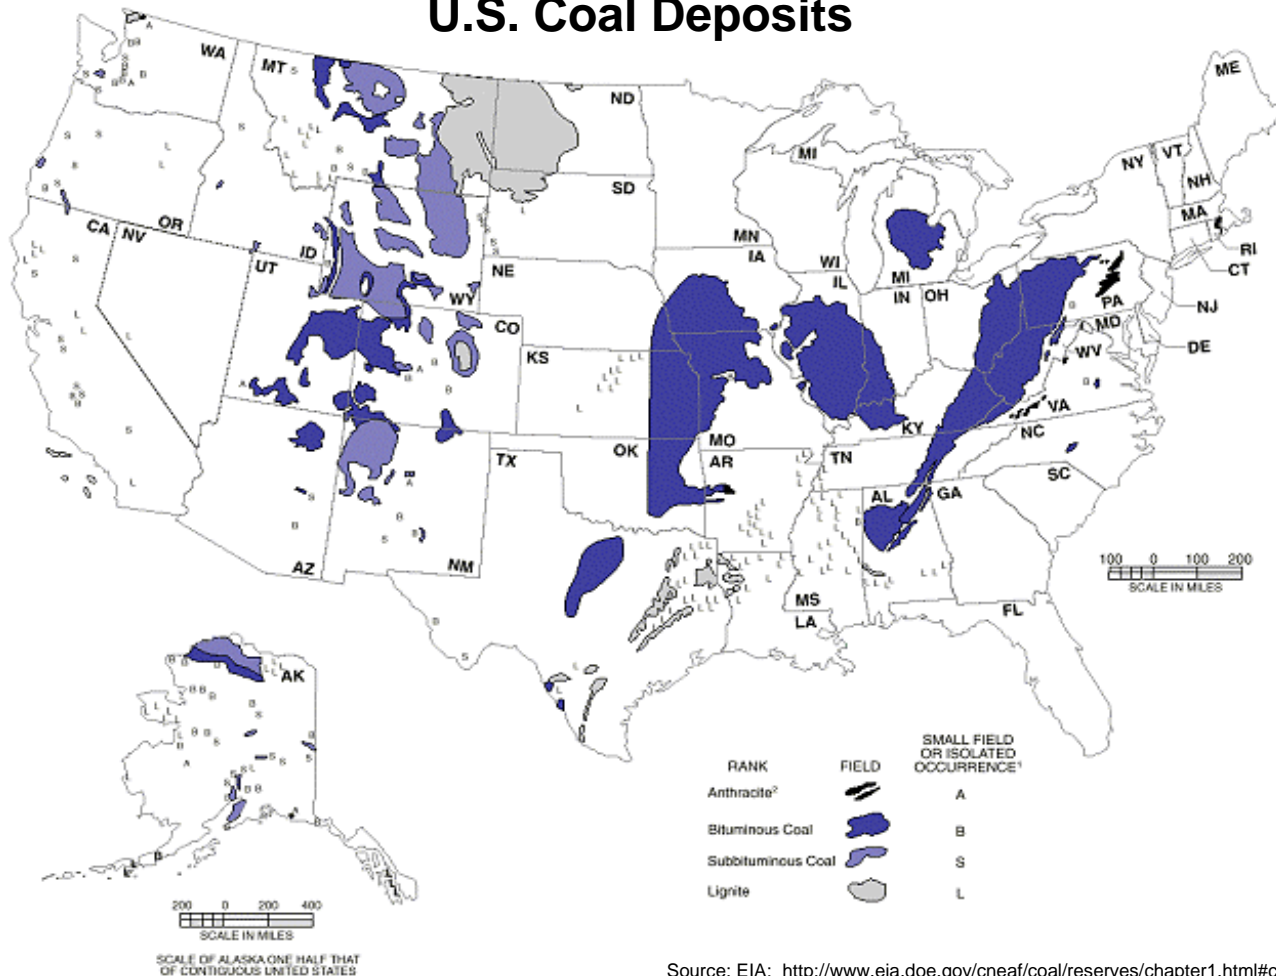 U.S. Coal Deposits
WA
MT
ND
ME
MI
VT
NY
NH
SD
MA
OR
CA
NV
ID
MN
IA
WI
RI
CT
UT
NE
WY
MI
IL
IN
OH
PA
NJ
CO
MD
DE
KS
WV
VA
KY
NC
MO
OK
AR
TX
TN
SC
AL
GA
AZ
NM
MS
LA
FL
100 0 100 200
SCALE IN MILES
AK
SMALL FIELD
OR ISOLATED
OCCURRENCE¹
RANK FIELD
Anthracite² A
Bituminous Coal B
Subbituminous Coal S
Lignite L
200 0 200 400
SCALE IN MILES
SCALE OF ALASKA ONE HALF THAT
OF CONTIGUOUS UNITED STATES
Source: EIA: http://www.eia.doe.gov/cneaf/coal/reserves/chapter1.html#c